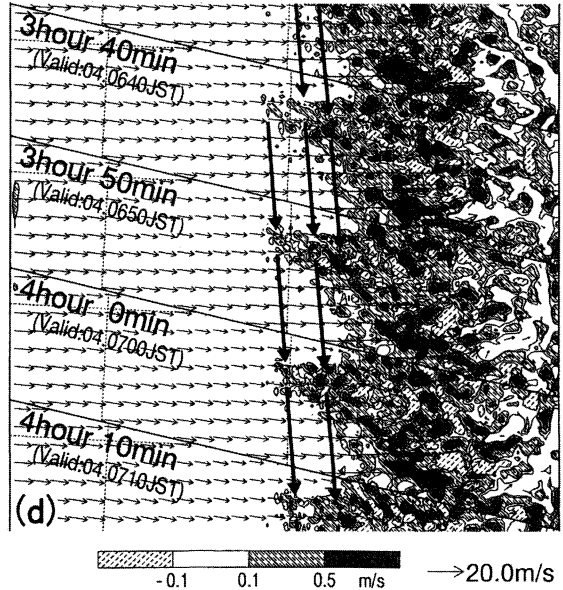 3hour 40min
(Valid:04.0640JST)
3hour 50min
(Valid:04.0650JST)
4hour 0min
(Valid:04.0700JST)
4hour 10min
(Valid:04.0710JST)
(d)
-0.1 0.1 0.5 m/s
20.0m/s